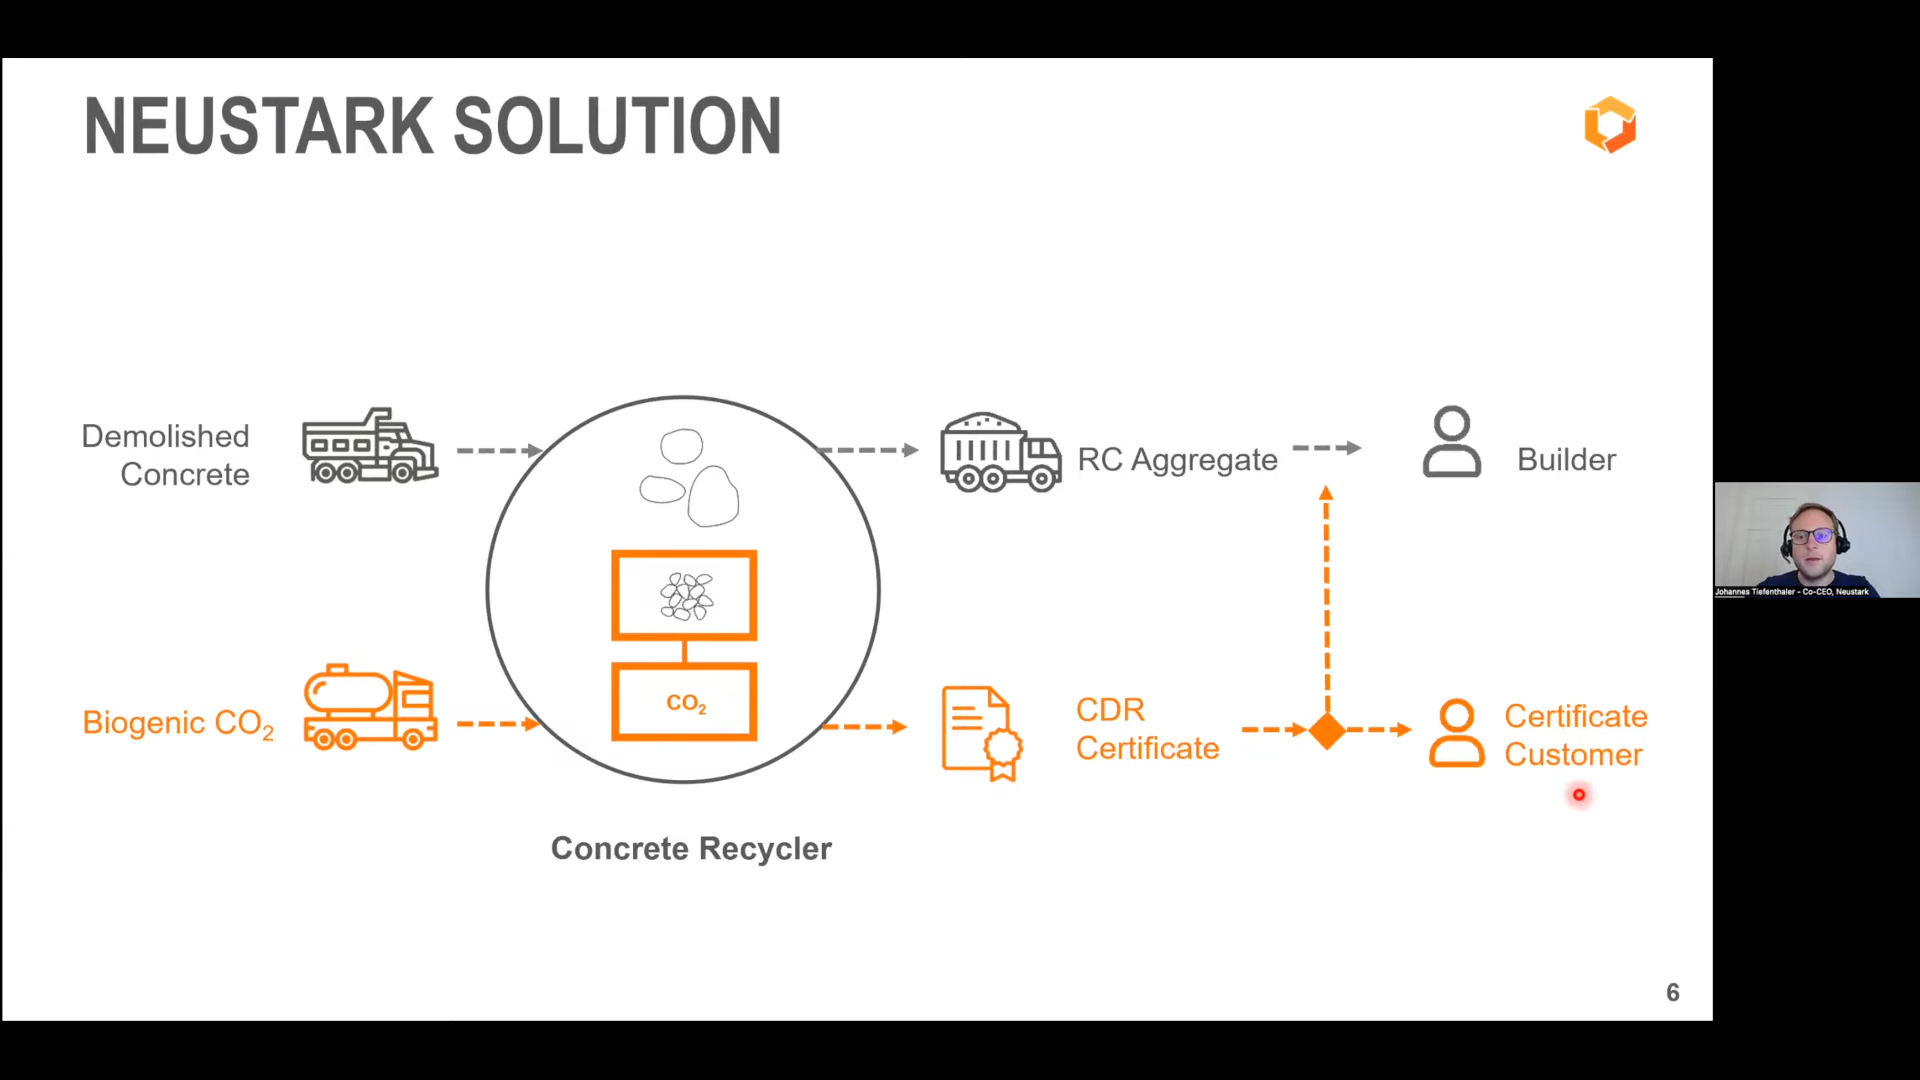 NEUSTARK SOLUTION
Demolished
Concrete
RC Aggregate
Builder
Biogenic CO₂
CO₂
CDR
Certificate
Certificate
Customer
Concrete Recycler
6
Johannes Tiefenthaler – Co-CEO, Neustark